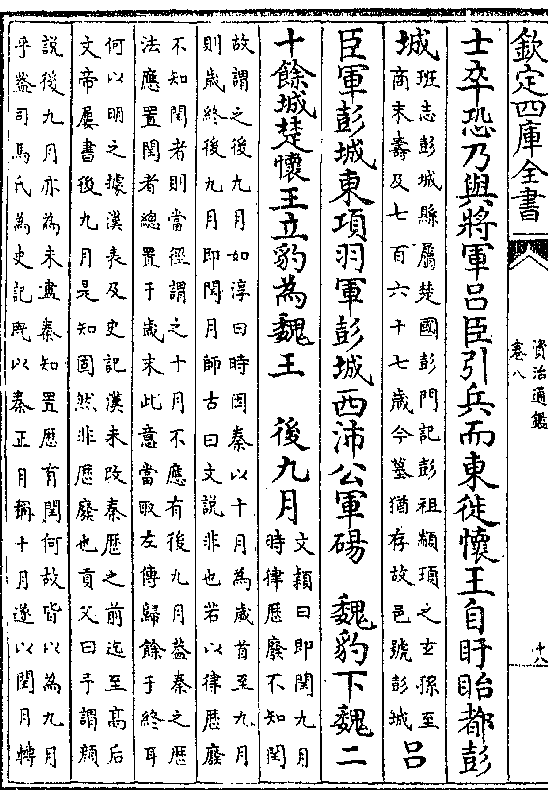 欽定四庫全書
資治通鑑
卷八
十八
士卒恐乃與將軍吕臣引兵而東徙懷王自盱眙都彭
城
班志彭城縣屬楚國彭門記彭祖顓頊之玄孫至
商末壽及七百六十七歲今墓猶存故邑號彭城
吕
臣軍彭城東項羽軍彭城西沛公軍碭　魏豹下魏二
十餘城楚懷王立豹為魏王　後九月
文穎曰即閏九月
時律歷廢不知閏
故謂之後九月如淳曰時因秦以十月為歲首至九月
則歲終後九月即閏月師古曰文說非也若以律歷廢
不知閏者則當徑謂之十月不應有後九月葢秦之歷
法應置閏者總置于歲末此意當取左傳歸餘于終耳
何以明之據漢表及史記漢未改秦歷之前迄至高后
文帝屢書後九月是知固然非歷廢也貢父曰予謂穎
說後九月亦為未盡秦知置歷有閏何故皆以為九月
乎葢司馬氏為史記既以秦正月稱十月遂以閏月轉